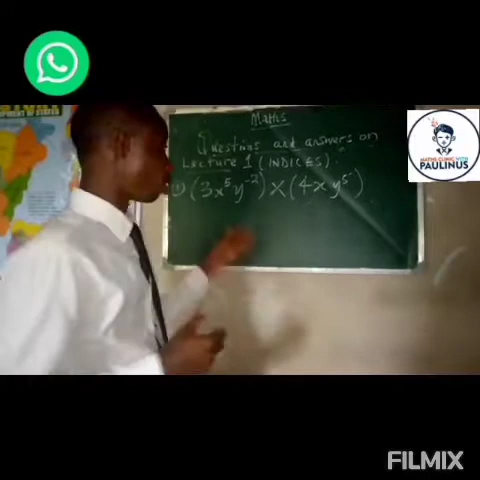 Maths
Questions and answers on
Lecture 1 (INDICES).
1) (3x⁵y⁻²) X (4xy⁵)
MATHS CLINIC WITH
PAULINUS
FILMIX